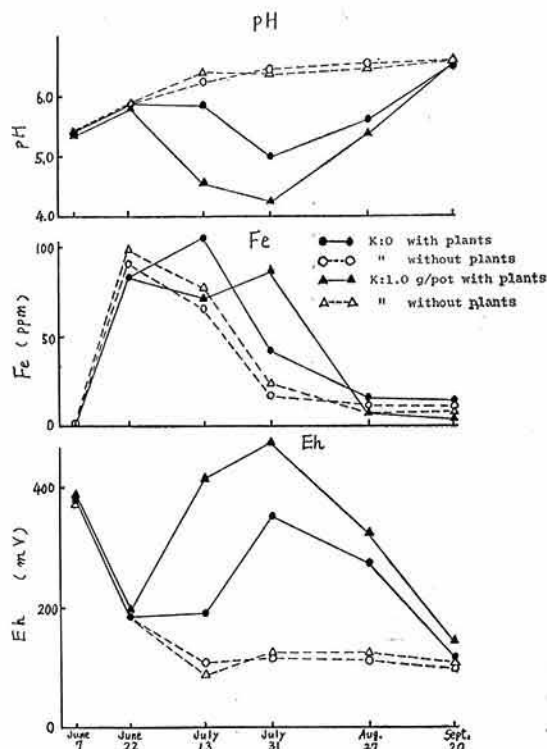 pH
6.0
5.0
4.0
pH
Fe
100
50
0
Fe (ppm)
K:0 with plants
" without plants
K:1.0 g/pot with plants
" without plants
Eh
400
200
0
Eh (mV)
June 7
June 22
July 13
July 31
Aug. 27
Sept.